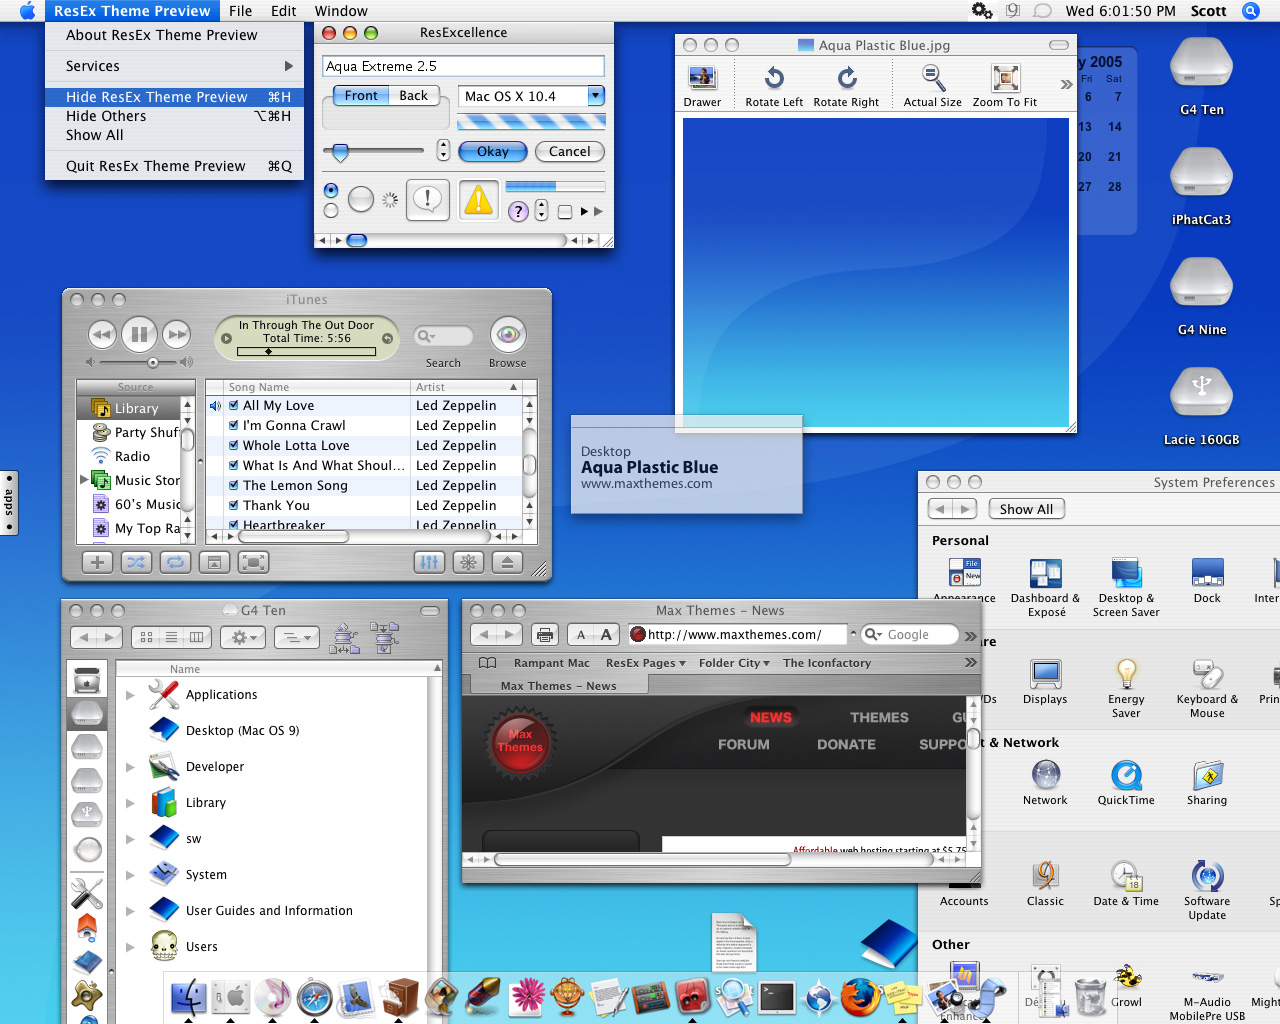 ResEx Theme Preview File Edit Window
Wed 6:01:50 PM Scott
About ResEx Theme Preview
Services
Hide ResEx Theme Preview ⌘H
Hide Others ⌥⌘H
Show All
Quit ResEx Theme Preview ⌘Q
ResExcellence
Aqua Extreme 2.5
Front Back
Mac OS X 10.4
Okay Cancel
?
Aqua Plastic Blue.jpg
Drawer Rotate Left Rotate Right Actual Size Zoom To Fit
y 2005
Fri Sat
6 7
13 14
20 21
27 28
G4 Ten
iPhatCat3
G4 Nine
Lacie 160GB
iTunes
In Through The Out Door
Total Time: 5:56
Search Browse
Source
Library
Party Shuf
Radio
Music Stor
60's Music
My Top Ra
Song Name Artist
All My Love Led Zeppelin
I'm Gonna Crawl Led Zeppelin
Whole Lotta Love Led Zeppelin
What Is And What Shoul... Led Zeppelin
The Lemon Song Led Zeppelin
Thank You Led Zeppelin
Heartbreaker Led Zeppelin
Desktop
Aqua Plastic Blue
www.maxthemes.com
• apps •
System Preferences
Show All
Personal
Appearance
Dashboard & Exposé
Desktop & Screen Saver
Dock
Inter
are
Ds
Displays
Energy Saver
Keyboard & Mouse
Prin
t & Network
Network
QuickTime
Sharing
Accounts
Classic
Date & Time
Software Update
Sp
Other
Growl
M-Audio MobilePre USB
Might
G4 Ten
Name
Applications
Desktop (Mac OS 9)
Developer
Library
sw
System
User Guides and Information
Users
Max Themes – News
A A
http://www.maxthemes.com/
Google
Rampant Mac ResEx Pages Folder City The Iconfactory
Max Themes – News
Max Themes
NEWS THEMES GU
FORUM DONATE SUPPO
Affordable web hosting starting at $5.75